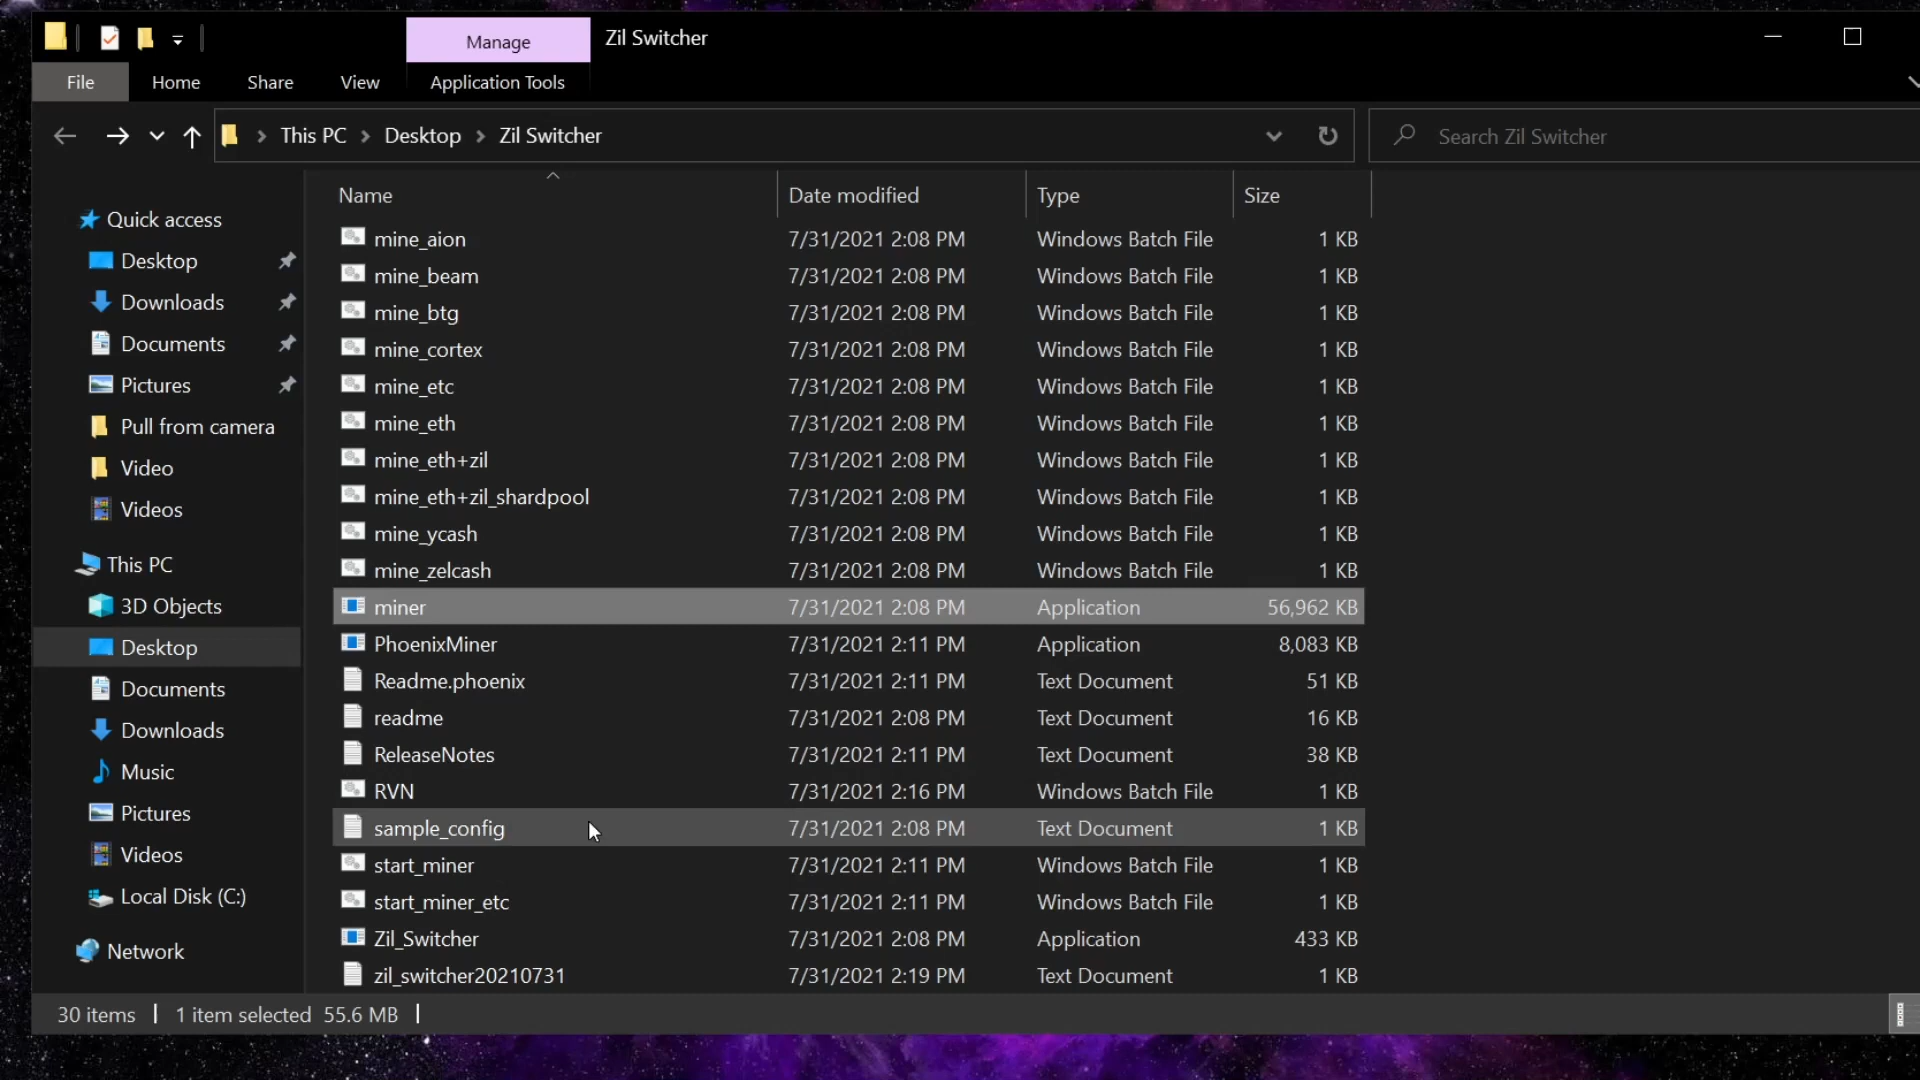 Manage
Zil Switcher
File Home Share View Application Tools
This PC Desktop Zil Switcher
Search Zil Switcher
Name Date modified Type Size
Quick access
Desktop
Downloads
Documents
Pictures
Pull from camera
Video
Videos
This PC
3D Objects
Desktop
Documents
Downloads
Music
Pictures
Videos
Local Disk (C:)
Network
mine_aion 7/31/2021 2:08 PM Windows Batch File 1 KB
mine_beam 7/31/2021 2:08 PM Windows Batch File 1 KB
mine_btg 7/31/2021 2:08 PM Windows Batch File 1 KB
mine_cortex 7/31/2021 2:08 PM Windows Batch File 1 KB
mine_etc 7/31/2021 2:08 PM Windows Batch File 1 KB
mine_eth 7/31/2021 2:08 PM Windows Batch File 1 KB
mine_eth+zil 7/31/2021 2:08 PM Windows Batch File 1 KB
mine_eth+zil_shardpool 7/31/2021 2:08 PM Windows Batch File 1 KB
mine_ycash 7/31/2021 2:08 PM Windows Batch File 1 KB
mine_zelcash 7/31/2021 2:08 PM Windows Batch File 1 KB
miner 7/31/2021 2:08 PM Application 56,962 KB
PhoenixMiner 7/31/2021 2:11 PM Application 8,083 KB
Readme.phoenix 7/31/2021 2:11 PM Text Document 51 KB
readme 7/31/2021 2:08 PM Text Document 16 KB
ReleaseNotes 7/31/2021 2:11 PM Text Document 38 KB
RVN 7/31/2021 2:16 PM Windows Batch File 1 KB
sample_config 7/31/2021 2:08 PM Text Document 1 KB
start_miner 7/31/2021 2:11 PM Windows Batch File 1 KB
start_miner_etc 7/31/2021 2:11 PM Windows Batch File 1 KB
Zil_Switcher 7/31/2021 2:08 PM Application 433 KB
zil_switcher20210731 7/31/2021 2:19 PM Text Document 1 KB
30 items 1 item selected 55.6 MB